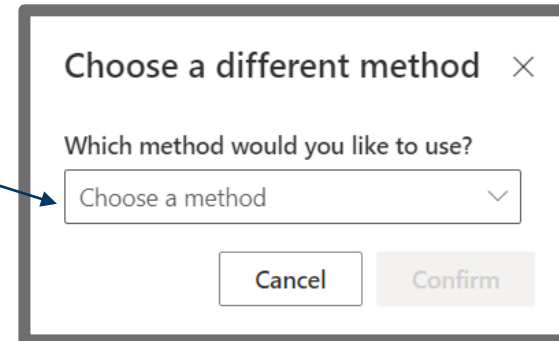 Choose a different method
Which method would you like to use?
Choose a method
Cancel Confirm